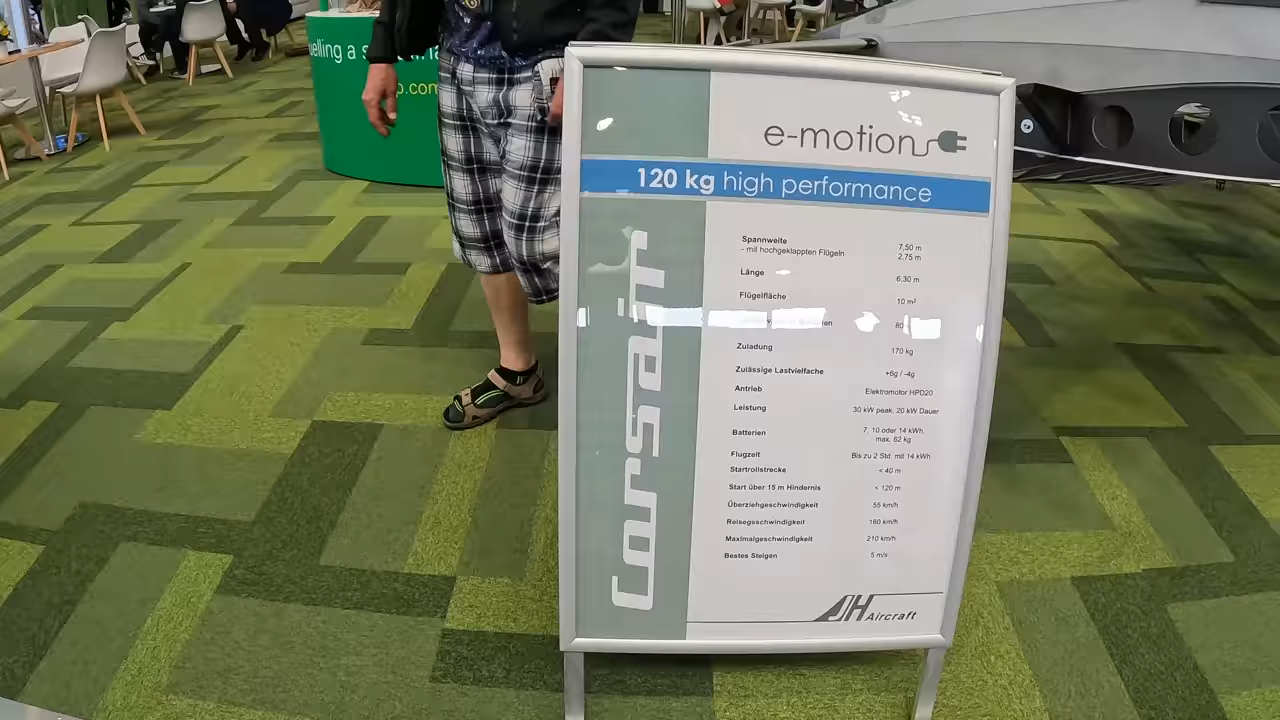 elling a s
o.com
e-motion
120 kg high performance
Corsair
Spannweite 7,50 m
- mit hochgeklappten Flügeln 2,75 m
Länge 6,30 m
Flügelfläche 10 m²
80
Zuladung 170 kg
Zulässige Lastvielfache +6g / -4g
Antrieb Elektromotor HPD20
Leistung 30 kW peak, 20 kW Dauer
Batterien 7, 10 oder 14 kWh,
max. 62 kg
Flugzeit Bis zu 2 Std. mit 14 kWh
Startrollstrecke < 40 m
Start über 15 m Hindernis < 120 m
Überziehgeschwindigkeit 55 km/h
Reisegeschwindigkeit 160 km/h
Maximalgeschwindigkeit 210 km/h
Bestes Steigen 5 m/s
JH Aircraft